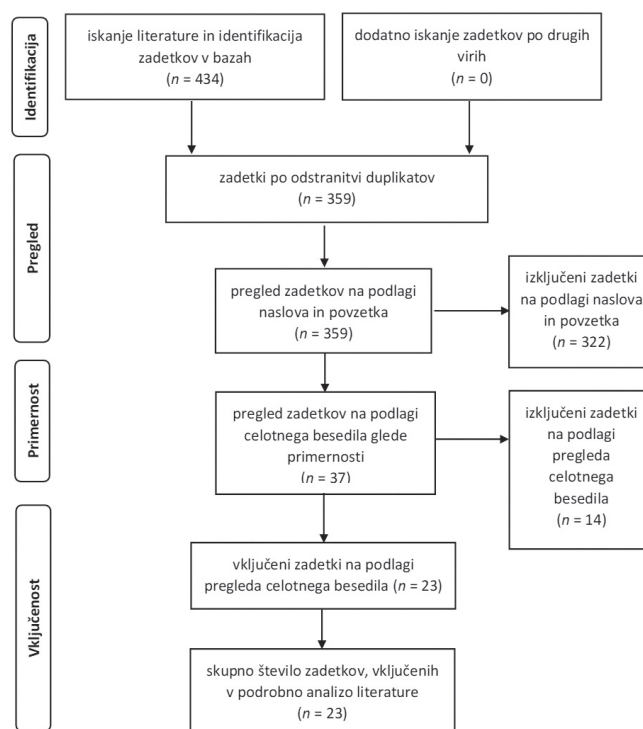 Identifikacija
iskanje literature in identifikacija
zadetkov v bazah
(n = 434)
dodatno iskanje zadetkov po drugih
virih
(n = 0)
Pregled
zadetki po odstranitvi duplikatov
(n = 359)
pregled zadetkov na podlagi
naslova in povzetka
(n = 359)
izključeni zadetki
na podlagi naslova
in povzetka
(n = 322)
Primernost
pregled zadetkov na podlagi
celotnega besedila glede
primernosti
(n = 37)
izključeni zadetki
na podlagi
pregleda
celotnega
besedila
(n = 14)
Vključenost
vključeni zadetki na podlagi
pregleda celotnega besedila (n = 23)
skupno število zadetkov, vključenih
v podrobno analizo literature
(n = 23)